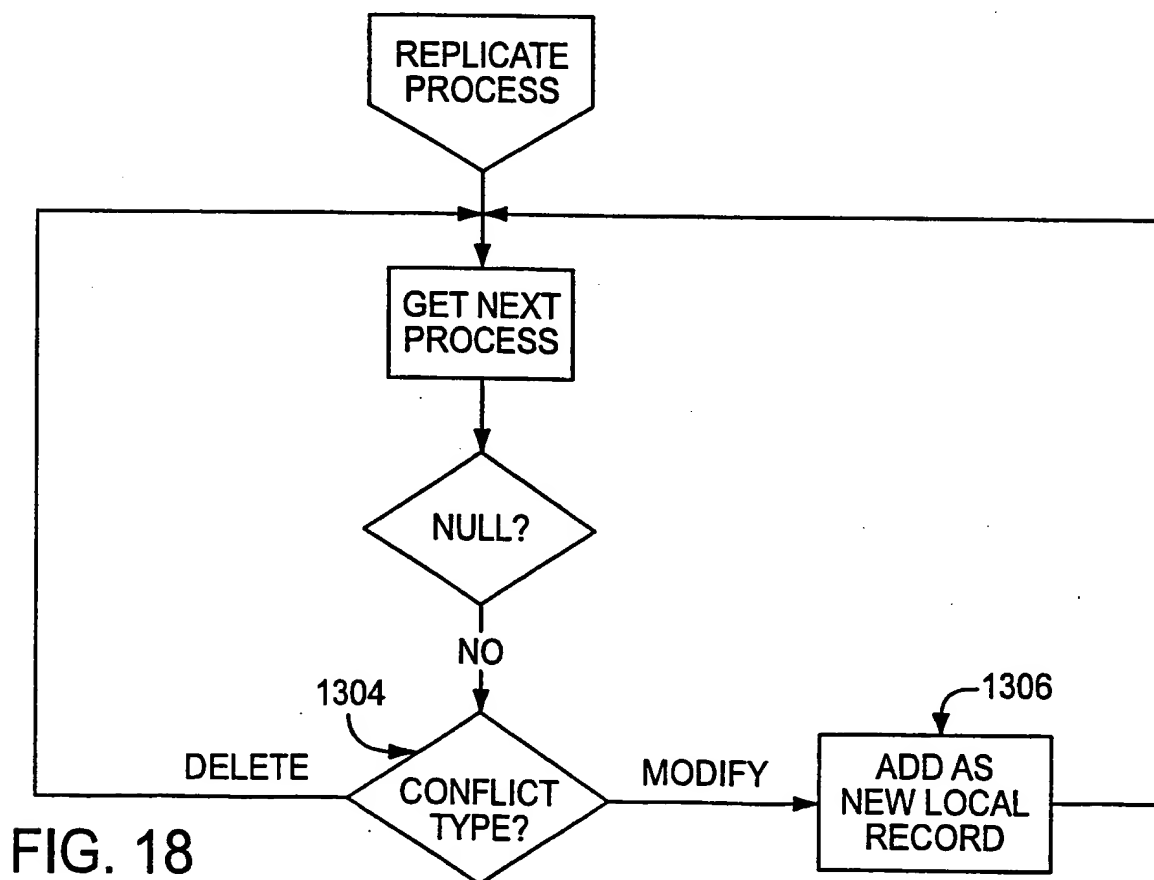 REPLICATE
PROCESS
GET NEXT
PROCESS
NULL?
NO
1304
1306
DELETE
CONFLICT
TYPE?
MODIFY
ADD AS
NEW LOCAL
RECORD
FIG. 18